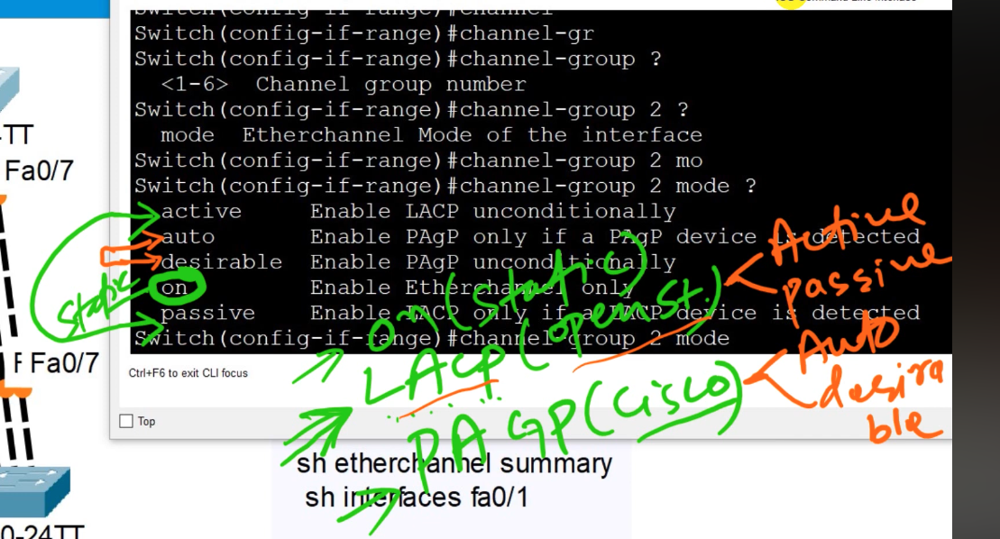 Switch(config-if-range)#channel-gr
Switch(config-if-range)#channel-group ?
<1-6> Channel group number
Switch(config-if-range)#channel-group 2 ?
mode Etherchannel Mode of the interface
Switch(config-if-range)#channel-group 2 mo
Switch(config-if-range)#channel-group 2 mode ?
active Enable LACP unconditionally
auto Enable PAgP only if a PAgP device is detected
desirable Enable PAgP unconditionally
on Enable Etherchannel only
passive Enable LACP only if a LACP device is detected
Switch(config-if-range)#channel-group 2 mode
Ctrl+F6 to exit CLI focus
Top
-TT
Fa0/7
F Fa0/7
0-24TT
static
on (static)
LACP (openst.)
Active
passive
PAGP (cisco)
Auto
desira
ble
sh etherchannel summary
sh interfaces fa0/1